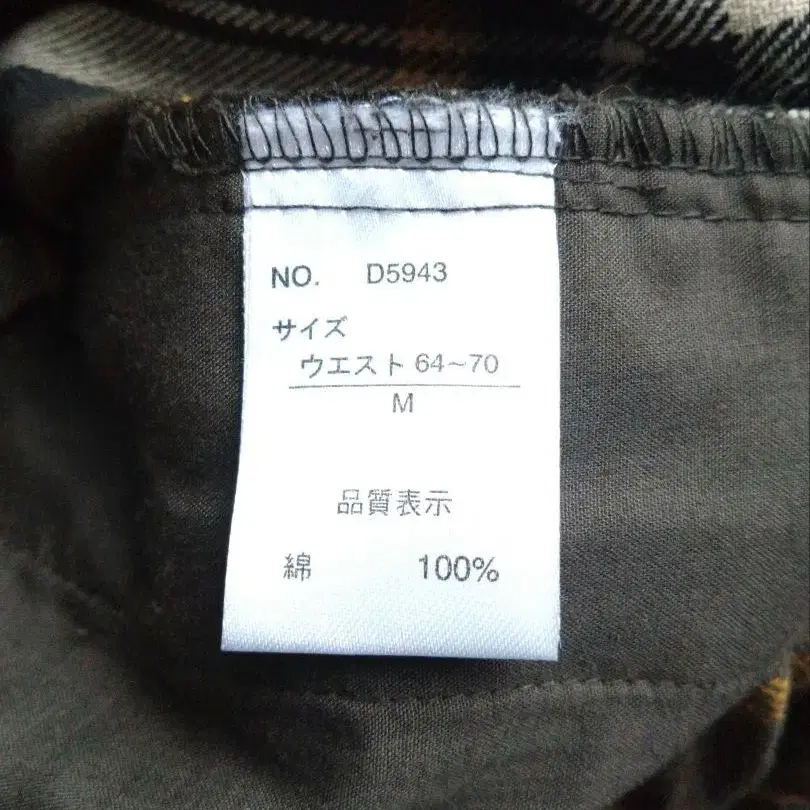 NO. D5943
サイズ
ウエスト 64~70
M
品質表示
綿 100%